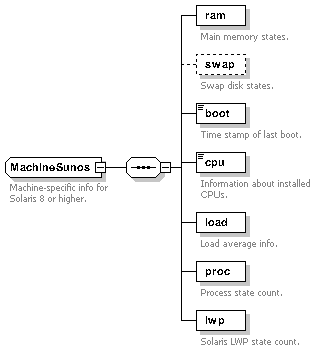 ram
Main memory states.
swap
Swap disk states.
boot
Time stamp of last boot.
MachineSunos
Machine-specific info for
Solaris 8 or higher.
cpu
Information about installed
CPUs.
load
Load average info.
proc
Process state count.
lwp
Solaris LWP state count.